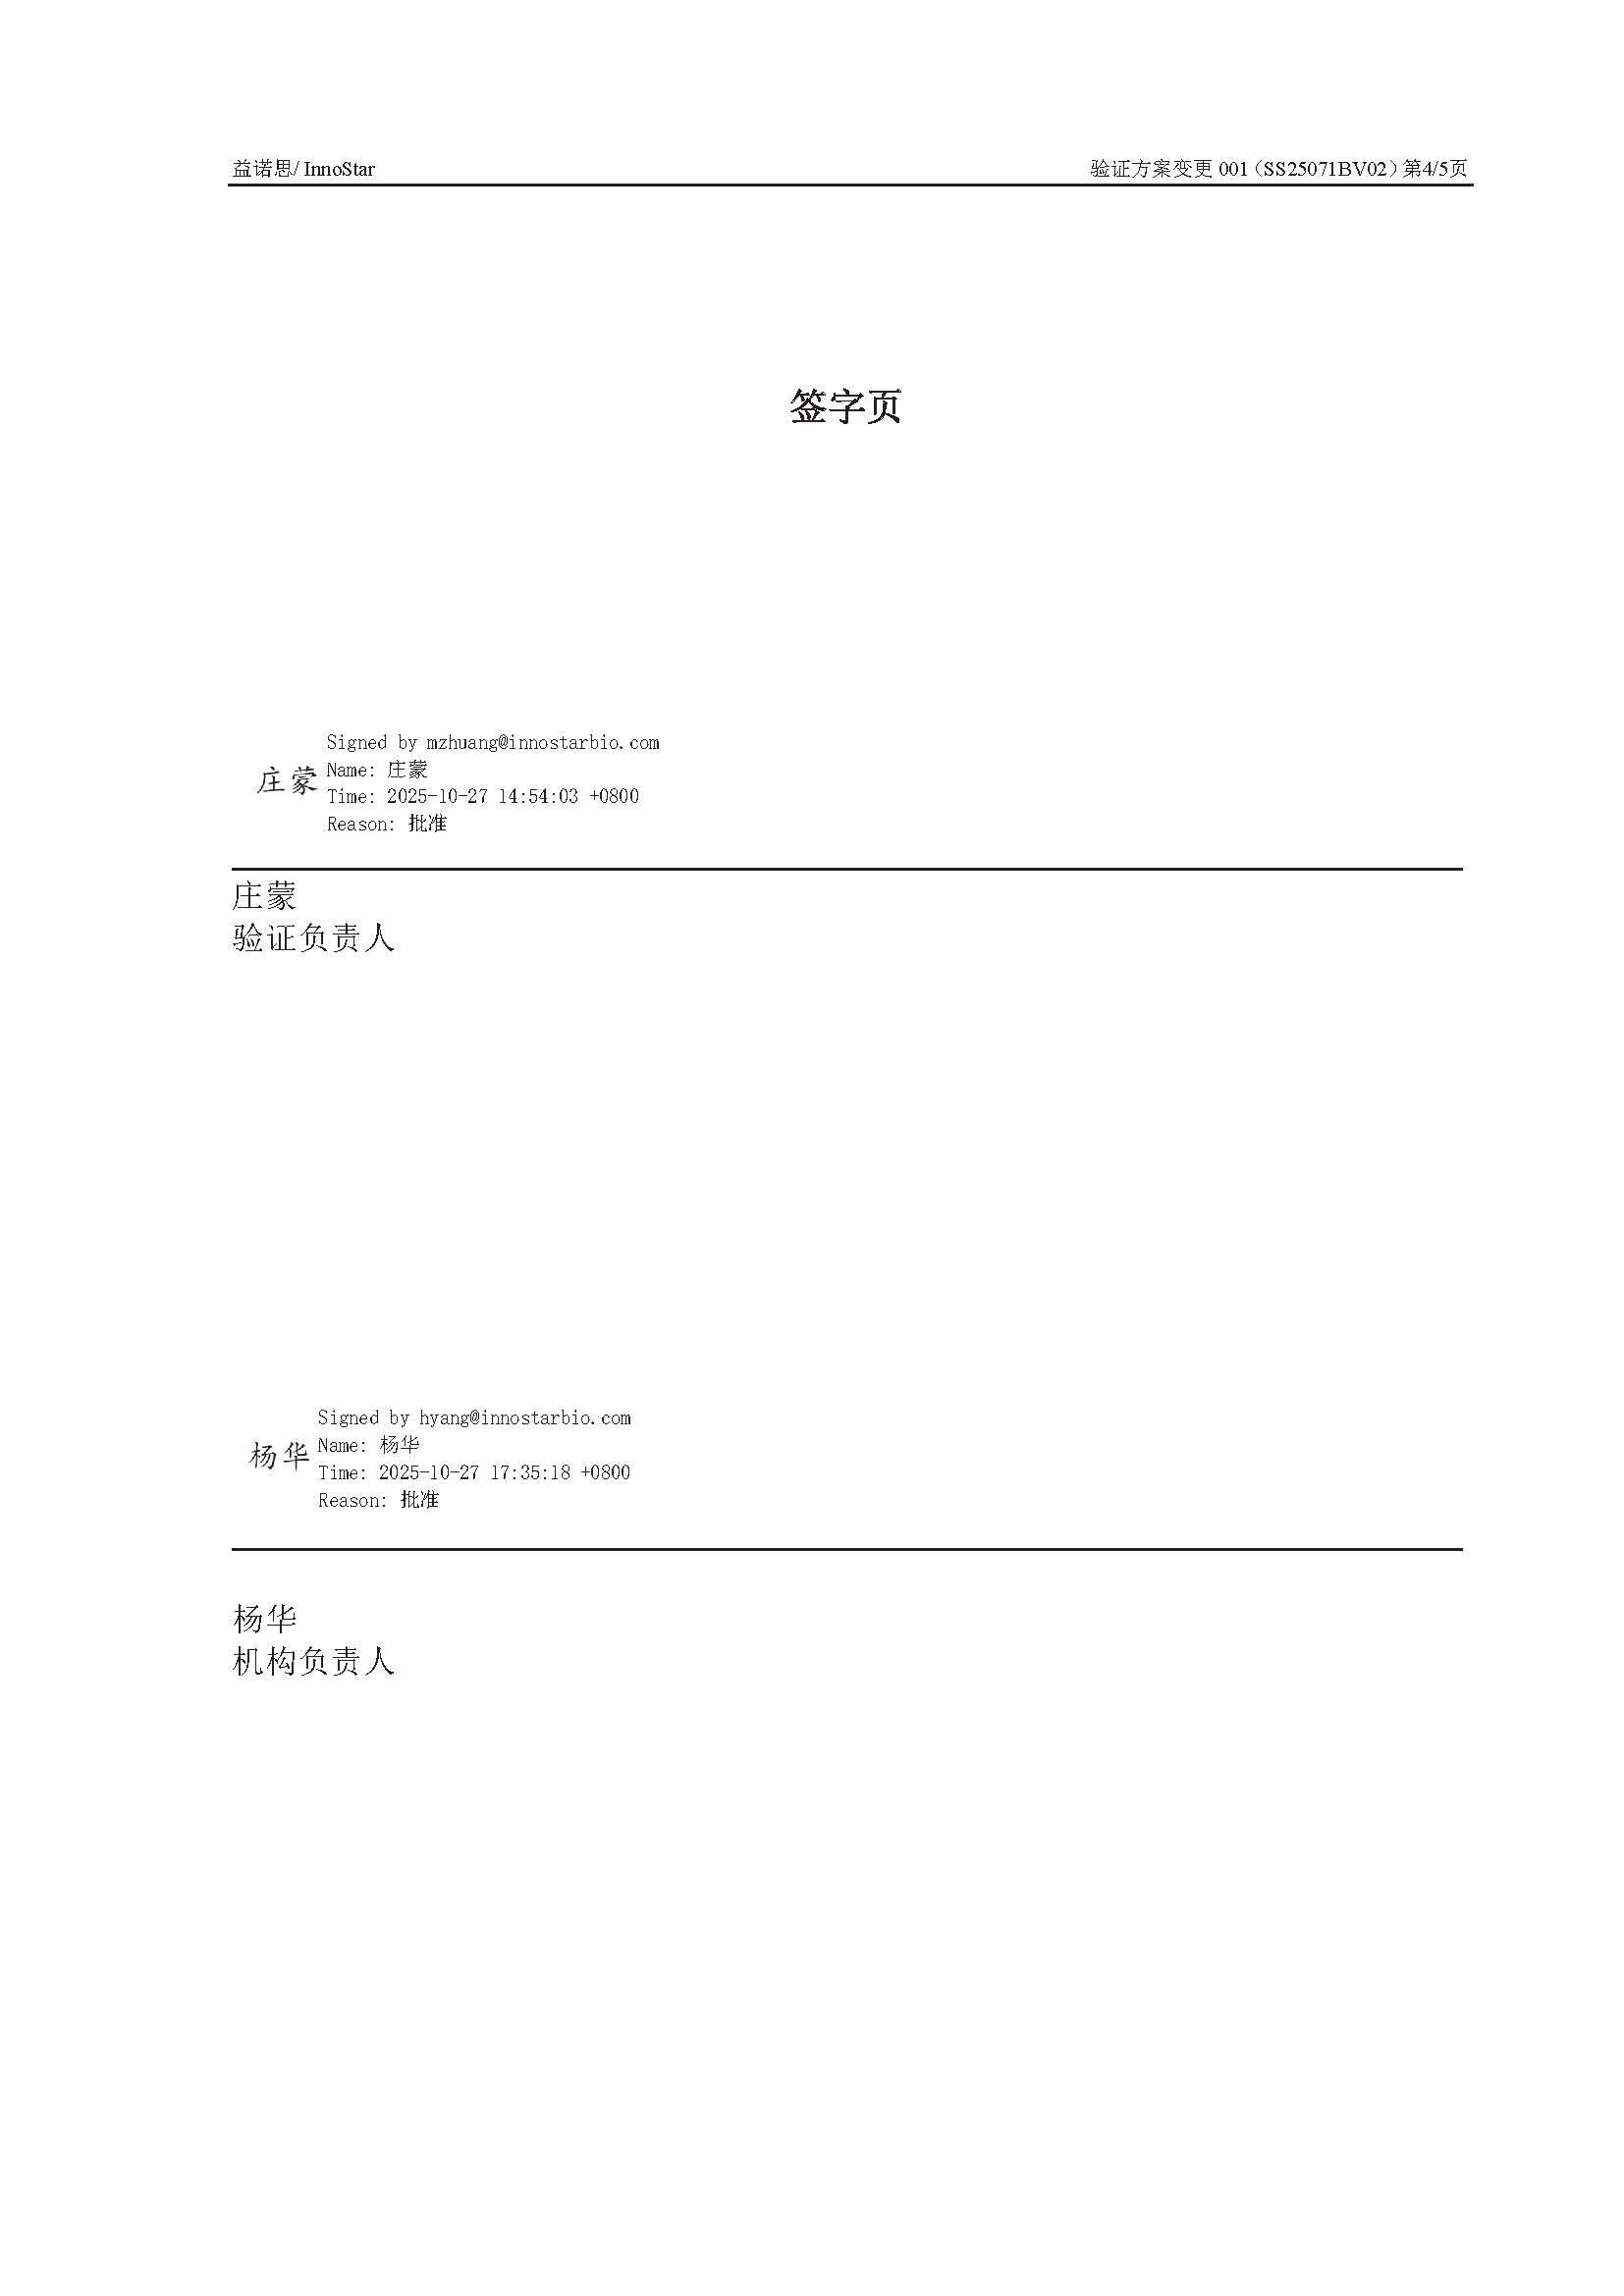 益诺思/ InnoStar 验证方案变更 001（SS25071BV02）第4/5页
签字页
Signed by mzhuang@innostarbio.com
庄蒙 Name: 庄蒙
Time: 2025-10-27 14:54:03 +0800
Reason: 批准
庄蒙
验证负责人
Signed by hyang@innostarbio.com
杨华 Name: 杨华
Time: 2025-10-27 17:35:18 +0800
Reason: 批准
杨华
机构负责人